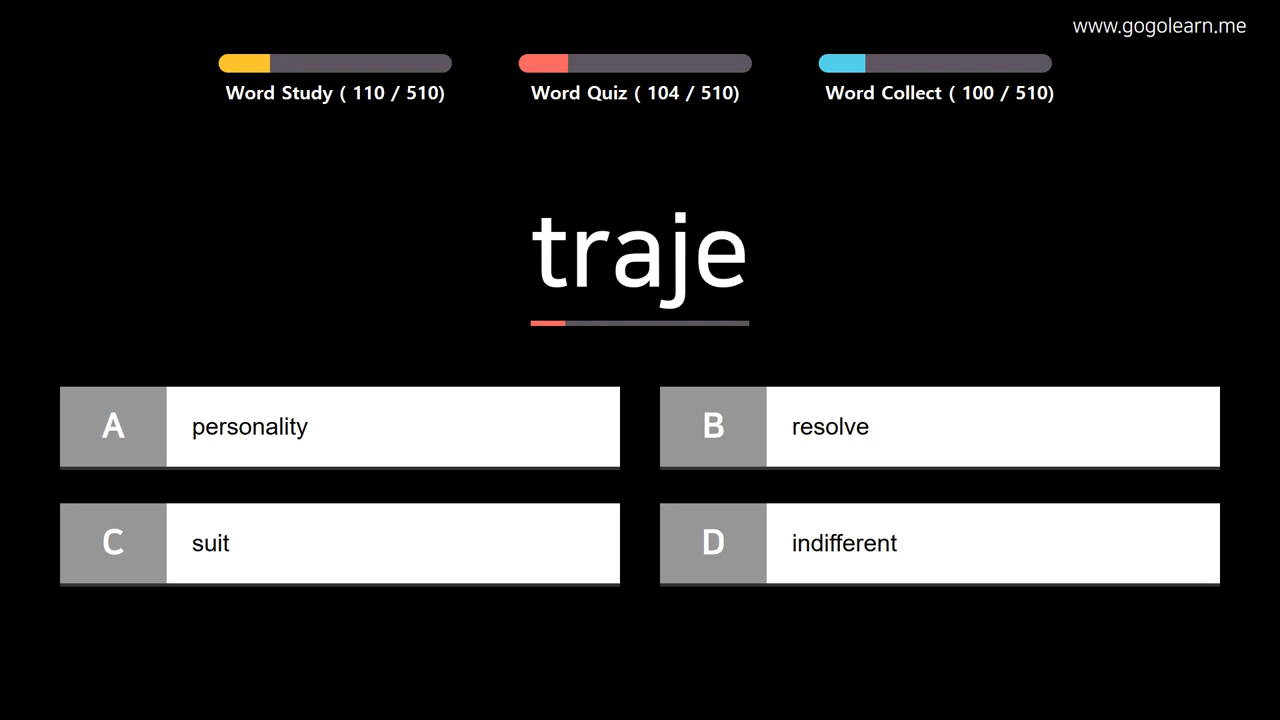 www.gogolearn.me
Word Study ( 110 / 510)
Word Quiz ( 104 / 510)
Word Collect ( 100 / 510)
traje
A personality
B resolve
C suit
D indifferent